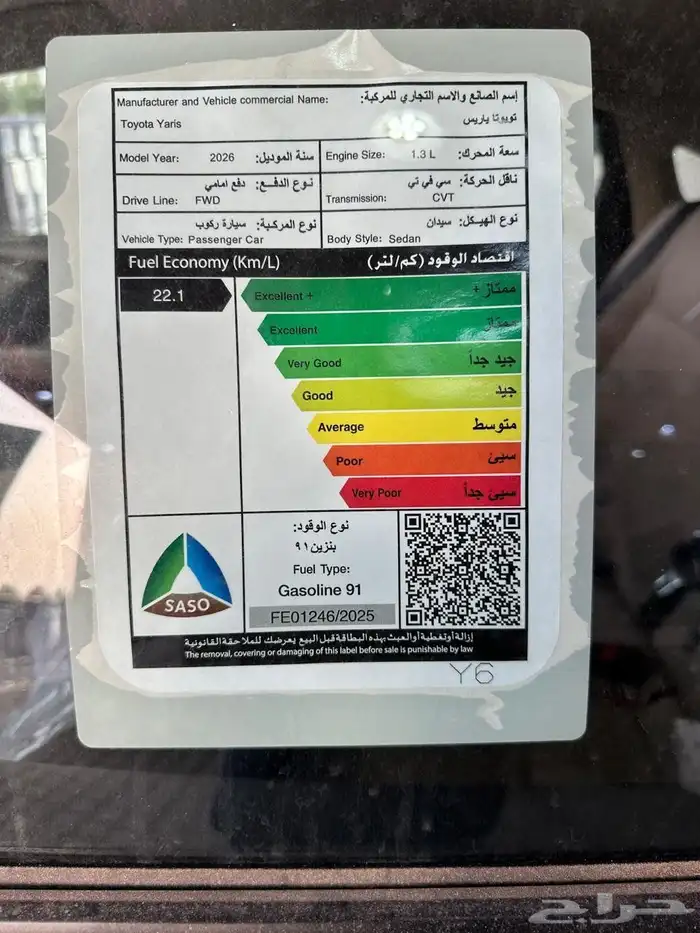 إسم الصانع والاسم التجاري للمركبة:
Manufacturer and Vehicle commercial Name:
Toyota Yaris
تويوتا ياريس
Model Year: 2026 سنة الموديل:
Engine Size: 1.3 L سعة المحرك:
نوع الدفـــع: دفع امامي
Drive Line: FWD
ناقل الحركة: سي في تي
Transmission: CVT
نوع المركبة: سيارة ركوب
Vehicle Type: Passenger Car
نوع الهيكل: سيدان
Body Style: Sedan
Fuel Economy (Km/L) اقتصاد الوقود (كم/لتر)
22.1
Excellent + ممتاز +
Excellent ممتاز
Very Good جيد جداً
Good جيد
Average متوسط
Poor سيئ
Very Poor سيئ جداً
SASO
نوع الوقود:
بنزين ٩١
Fuel Type:
Gasoline 91
FE01246/2025
إزالة أو تغطية أو العبث بهذه البطاقة قبل البيع يعرضك للملاحقة القانونية
The removal, covering or damaging of this label before sale is punishable by law
Y6
حراج